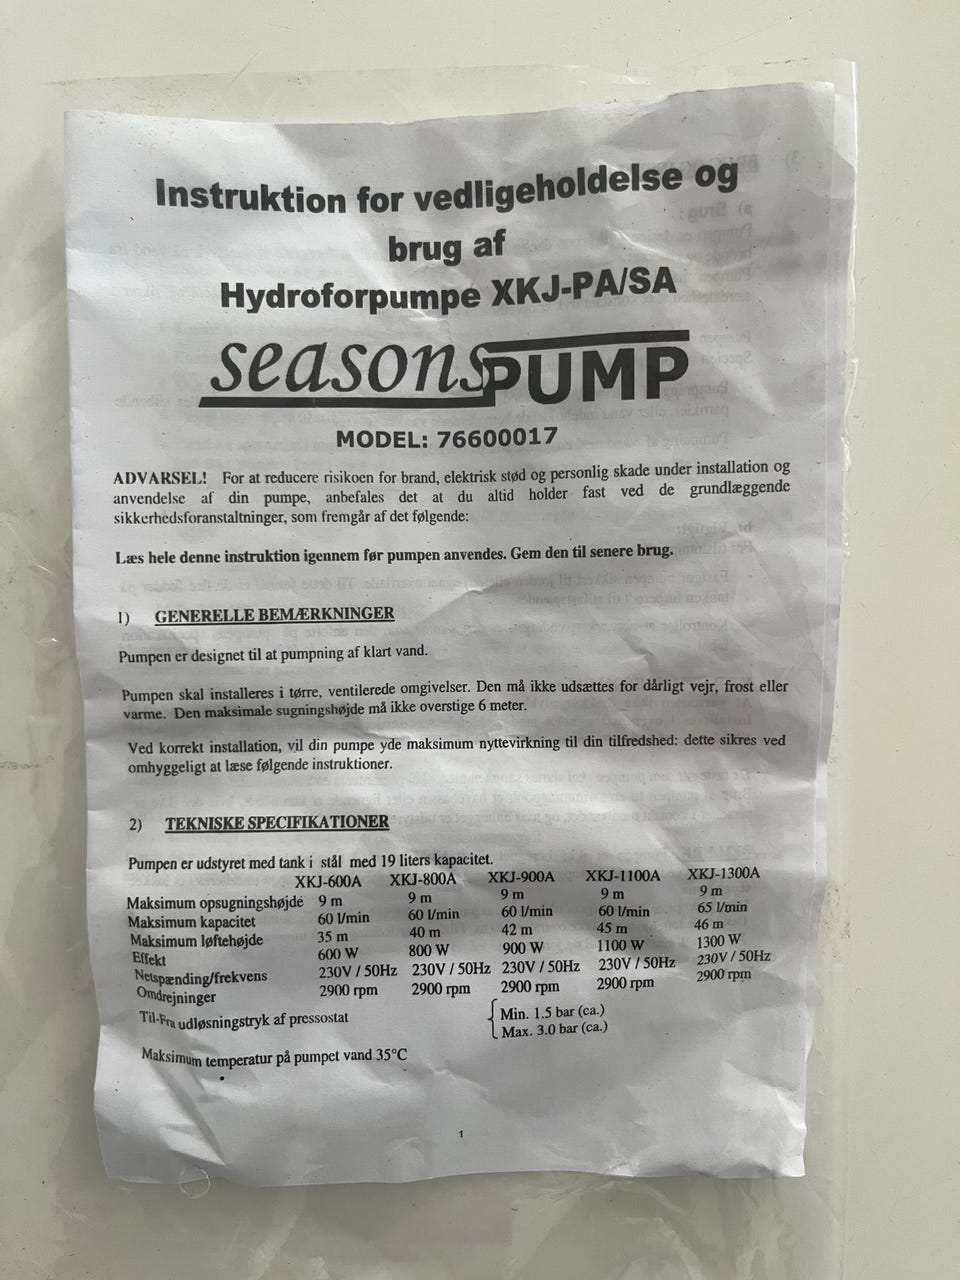 Instruktion for vedligeholdelse og
brug af
Hydroforpumpe XKJ-PA/SA
seasonsPUMP
MODEL: 76600017
ADVARSEL! For at reducere risikoen for brand, elektrisk stød og personlig skade under installation og
anvendelse af din pumpe, anbefales det at du altid holder fast ved de grundlæggende
sikkerhedsforanstaltninger, som fremgår af det følgende:
Læs hele denne instruktion igennem før pumpen anvendes. Gem den til senere brug.
1) GENERELLE BEMÆRKNINGER
Pumpen er designet til at pumpning af klart vand.
Pumpen skal installeres i tørre, ventilerede omgivelser. Den må ikke udsættes for dårligt vejr, frost eller
varme. Den maksimale sugningshøjde må ikke overstige 6 meter.
Ved korrekt installation, vil din pumpe yde maksimum nyttevirkning til din tilfredshed: dette sikres ved
omhyggeligt at læse følgende instruktioner.
2) TEKNISKE SPECIFIKATIONER
Pumpen er udstyret med tank i stål med 19 liters kapacitet.
XKJ-600A XKJ-800A XKJ-900A XKJ-1100A XKJ-1300A
Maksimum opsugningshøjde 9 m 9 m 9 m 9 m 9 m
Maksimum kapacitet 60 l/min 60 l/min 60 l/min 60 l/min 65 l/min
Maksimum løftehøjde 35 m 40 m 42 m 45 m 46 m
Effekt 600 W 800 W 900 W 1100 W 1300 W
Netspænding/frekvens 230V / 50Hz 230V / 50Hz 230V / 50Hz 230V / 50Hz 230V / 50Hz
Omdrejninger 2900 rpm 2900 rpm 2900 rpm 2900 rpm 2900 rpm
Til-Fra udløsningstryk af pressostat { Min. 1.5 bar (ca.)
Max. 3.0 bar (ca.)
Maksimum temperatur på pumpet vand 35°C
1